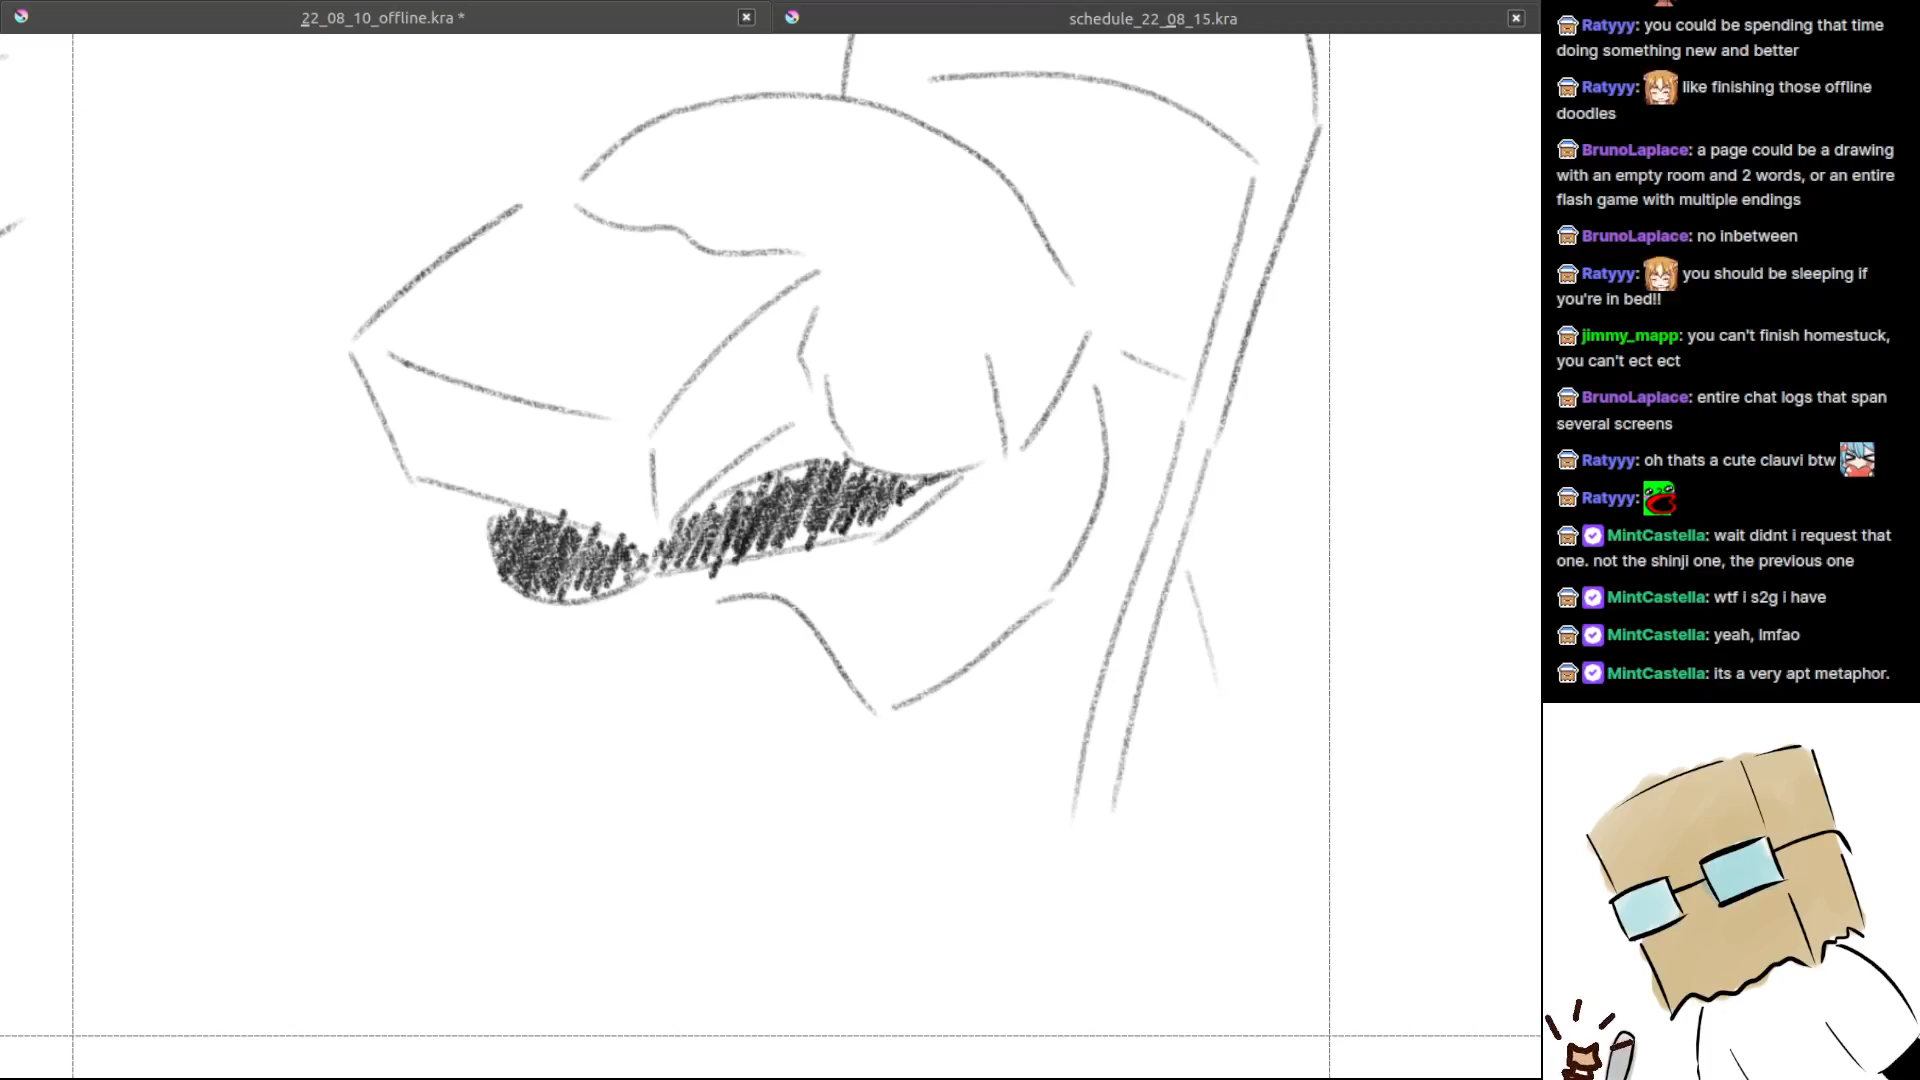 22_08_10_offline.kra *
schedule_22_08_15.kra
Ratyyy: you could be spending that time
doing something new and better
Ratyyy: like finishing those offline
doodles
BrunoLaplace: a page could be a drawing
with an empty room and 2 words, or an entire
flash game with multiple endings
BrunoLaplace: no inbetween
Ratyyy: you should be sleeping if
you're in bed!!
jimmy_mapp: you can't finish homestuck,
you can't ect ect
BrunoLaplace: entire chat logs that span
several screens
Ratyyy: oh thats a cute clauvi btw
Ratyyy:
MintCastella: wait didnt i request that
one. not the shinji one, the previous one
MintCastella: wtf i s2g i have
MintCastella: yeah, lmfao
MintCastella: its a very apt metaphor.